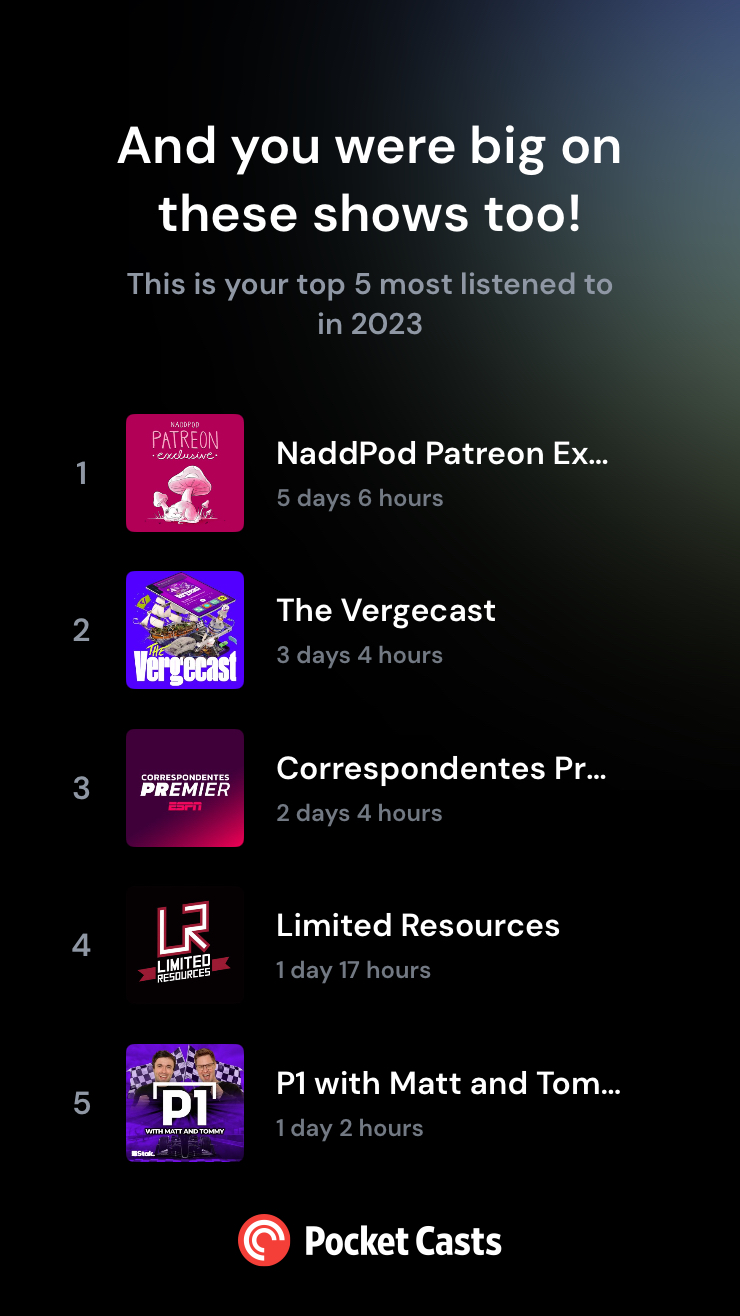 And you were big on
these shows too!
This is your top 5 most listened to
in 2023
1
NADDPOD
PATREON
exclusive
NaddPod Patreon Ex...
5 days 6 hours
2
THE
Vergecast
The Vergecast
3 days 4 hours
3
CORRESPONDENTES
PREMIER
ESPN
Correspondentes Pr...
2 days 4 hours
4
LR
LIMITED
RESOURCES
Limited Resources
1 day 17 hours
5
P1
WITH MATT AND TOMMY
Stak.
P1 with Matt and Tom...
1 day 2 hours
Pocket Casts